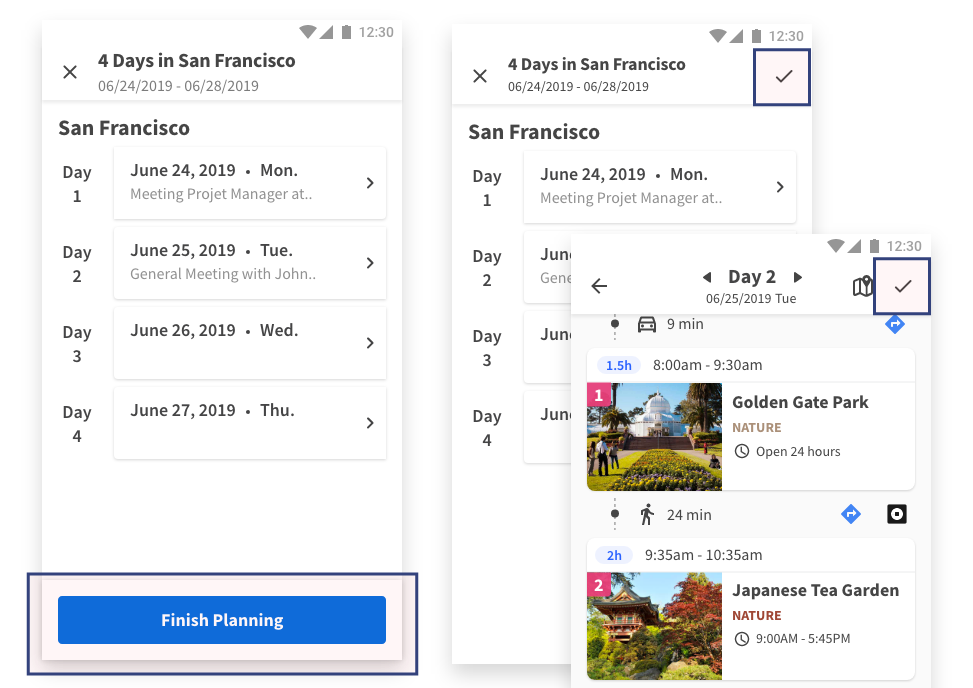 12:30
4 Days in San Francisco
06/24/2019 - 06/28/2019
San Francisco
Day 1
June 24, 2019 • Mon.
Meeting Projet Manager at..
Day 2
June 25, 2019 • Tue.
General Meeting with John..
Day 3
June 26, 2019 • Wed.
Day 4
June 27, 2019 • Thu.
Finish Planning
12:30
4 Days in San Francisco
06/24/2019 - 06/28/2019
San Francisco
Day 1
June 24, 2019 • Mon.
Meeting Projet Manager at..
Day 2
Jun
Gene
Day 3
Jun
Day 4
Jun
12:30
Day 2
06/25/2019 Tue
9 min
1.5h 8:00am - 9:30am
1
Golden Gate Park
NATURE
Open 24 hours
24 min
2h 9:35am - 10:35am
2
Japanese Tea Garden
NATURE
9:00AM - 5:45PM